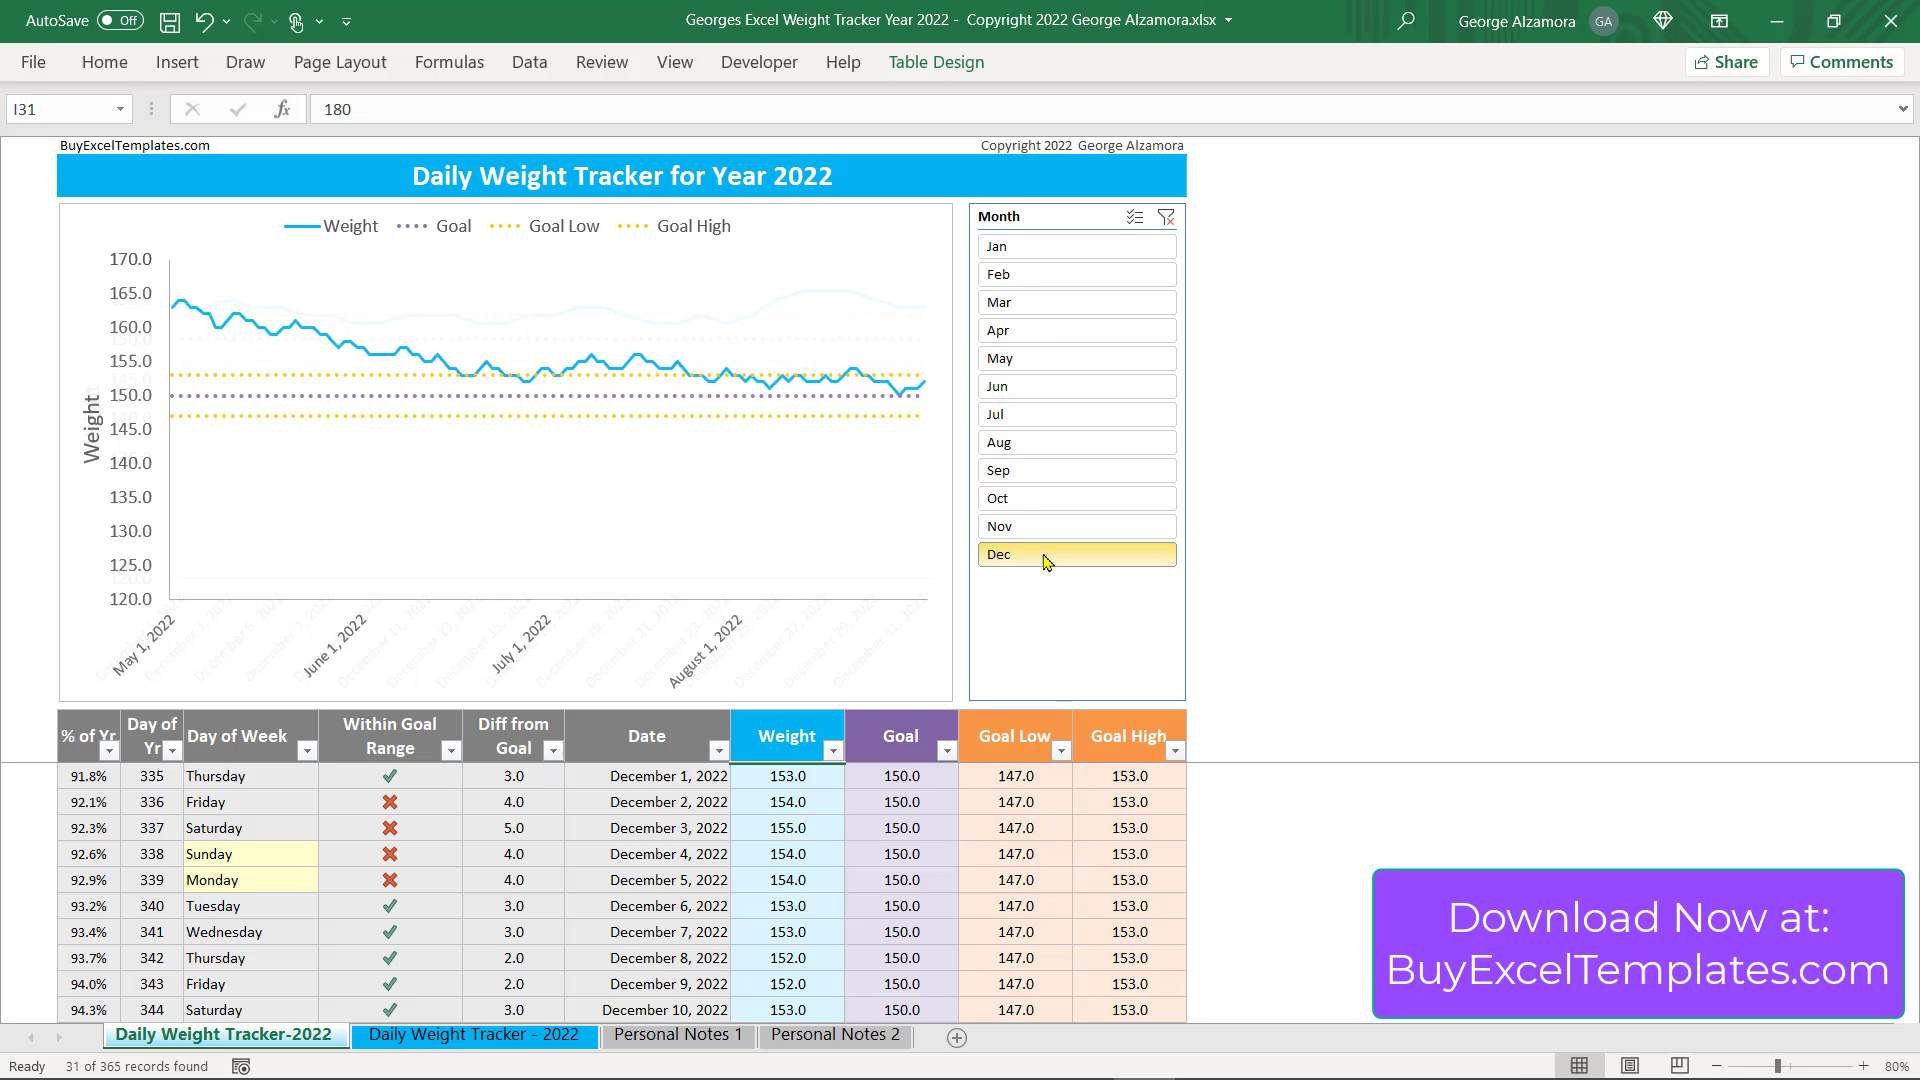 AutoSave Off
Georges Excel Weight Tracker Year 2022 - Copyright 2022 George Alzamora.xlsx
George Alzamora GA
File Home Insert Draw Page Layout Formulas Data Review View Developer Help Table Design
Share Comments
I31 fx 180
BuyExcelTemplates.com Copyright 2022 George Alzamora
Daily Weight Tracker for Year 2022
Weight Goal Goal Low Goal High
170.0
165.0
160.0
155.0
150.0
145.0
140.0
135.0
130.0
125.0
120.0
Weight
May 1, 2022 June 1, 2022 July 1, 2022 August 1, 2022
Month
Jan
Feb
Mar
Apr
May
Jun
Jul
Aug
Sep
Oct
Nov
Dec
% of Yr Day of Yr Day of Week Within Goal Range Diff from Goal Date Weight Goal Goal Low Goal High
91.8% 335 Thursday 3.0 December 1, 2022 153.0 150.0 147.0 153.0
92.1% 336 Friday 4.0 December 2, 2022 154.0 150.0 147.0 153.0
92.3% 337 Saturday 5.0 December 3, 2022 155.0 150.0 147.0 153.0
92.6% 338 Sunday 4.0 December 4, 2022 154.0 150.0 147.0 153.0
92.9% 339 Monday 4.0 December 5, 2022 154.0 150.0 147.0 153.0
93.2% 340 Tuesday 3.0 December 6, 2022 153.0 150.0 147.0 153.0
93.4% 341 Wednesday 3.0 December 7, 2022 153.0 150.0 147.0 153.0
93.7% 342 Thursday 2.0 December 8, 2022 152.0 150.0 147.0 153.0
94.0% 343 Friday 2.0 December 9, 2022 152.0 150.0 147.0 153.0
94.3% 344 Saturday 3.0 December 10, 2022 153.0 150.0 147.0 153.0
Download Now at:
BuyExcelTemplates.com
Daily Weight Tracker-2022 Daily Weight Tracker - 2022 Personal Notes 1 Personal Notes 2
Ready 31 of 365 records found 80%